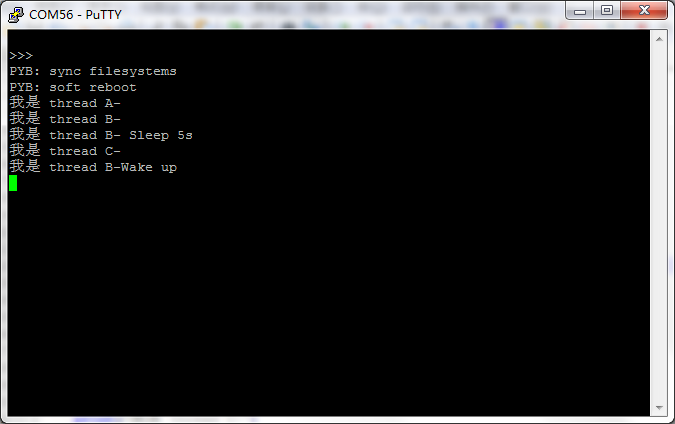 COM56 - PuTTY
>>>
PYB: sync filesystems
PYB: soft reboot
我是 thread A-
我是 thread B-
我是 thread B- Sleep 5s
我是 thread C-
我是 thread B-Wake up